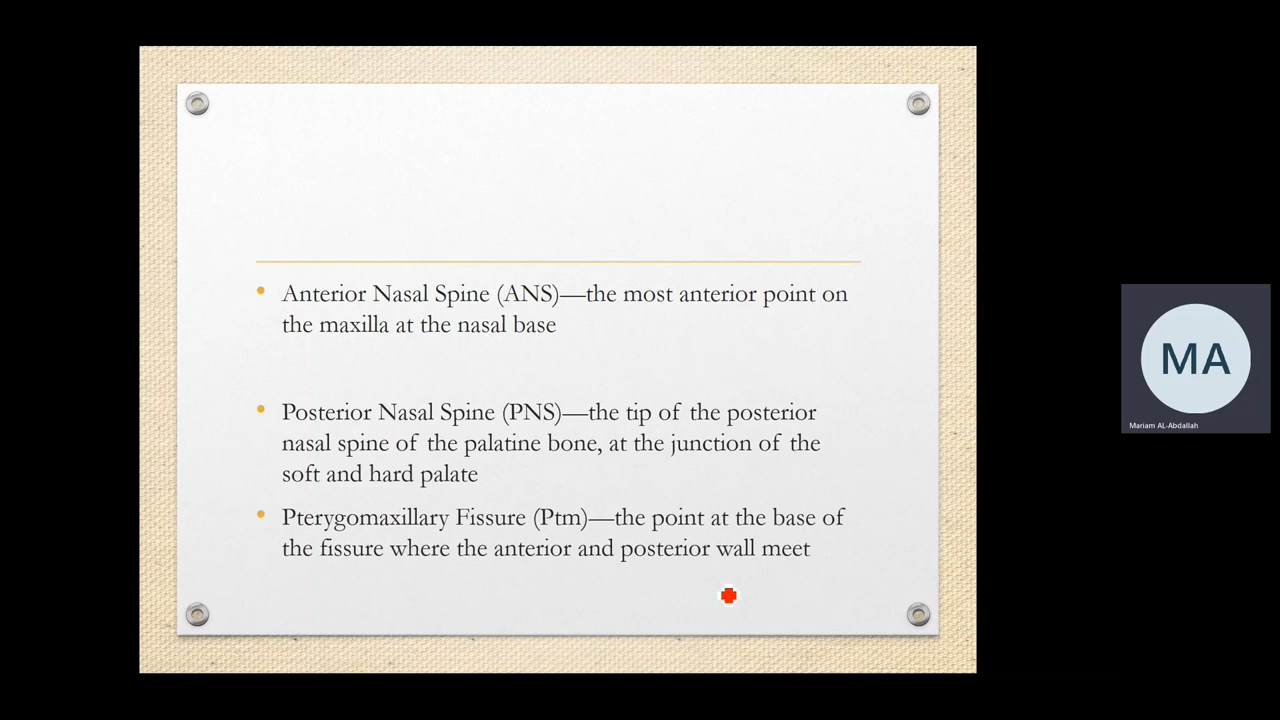 Anterior Nasal Spine (ANS)—the most anterior point on
the maxilla at the nasal base
Posterior Nasal Spine (PNS)—the tip of the posterior
nasal spine of the palatine bone, at the junction of the
soft and hard palate
Pterygomaxillary Fissure (Ptm)—the point at the base of
the fissure where the anterior and posterior wall meet
MA
Mariam AL-Abdallah